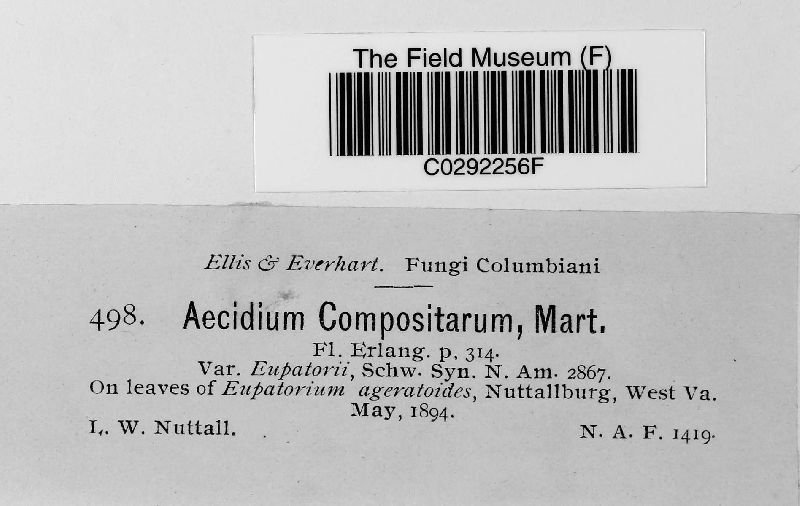 The Field Museum (F)
C0292256F
Ellis & Everhart. Fungi Columbiani
498. Aecidium Compositarum, Mart.
Fl. Erlang. p. 314.
Var. Eupatorii, Schw. Syn. N. Am. 2867.
On leaves of Eupatorium ageratoides, Nuttallburg, West Va.
May, 1894.
L. W. Nuttall. N. A. F. 1419.